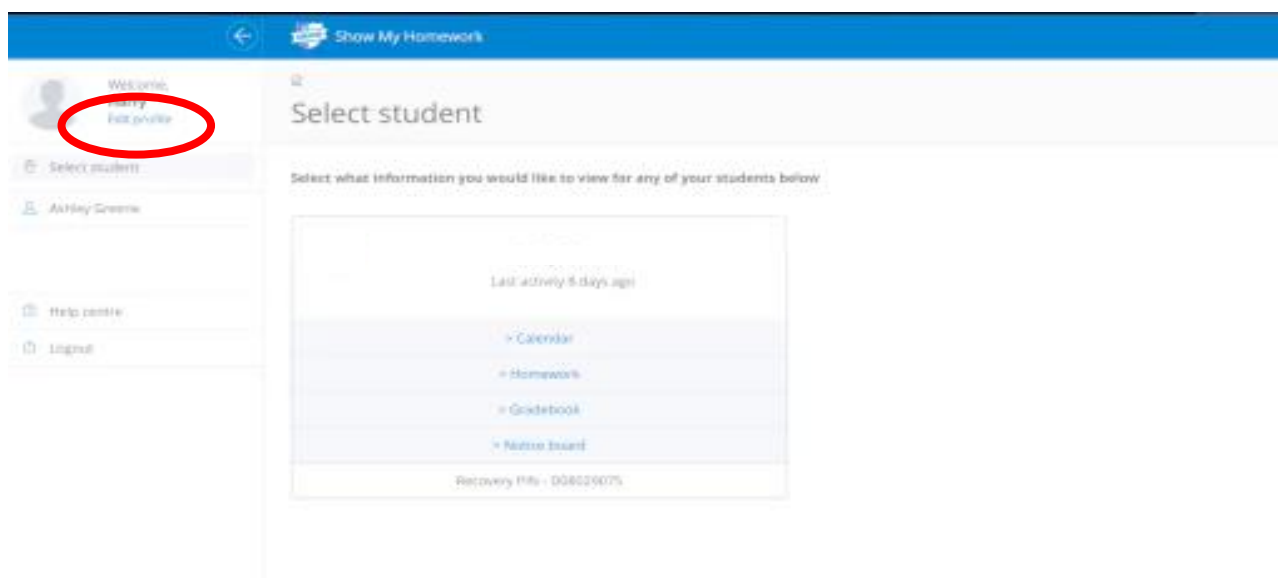 Show My Homework
Welcome,
Harry
Edit profile
Select student
Select student
Ashley Greene
Help centre
Logout
Select what information you would like to view for any of your students below
Last activity 6 days ago
> Calendar
> Homework
> Gradebook
> Notice board
Recovery PIN -